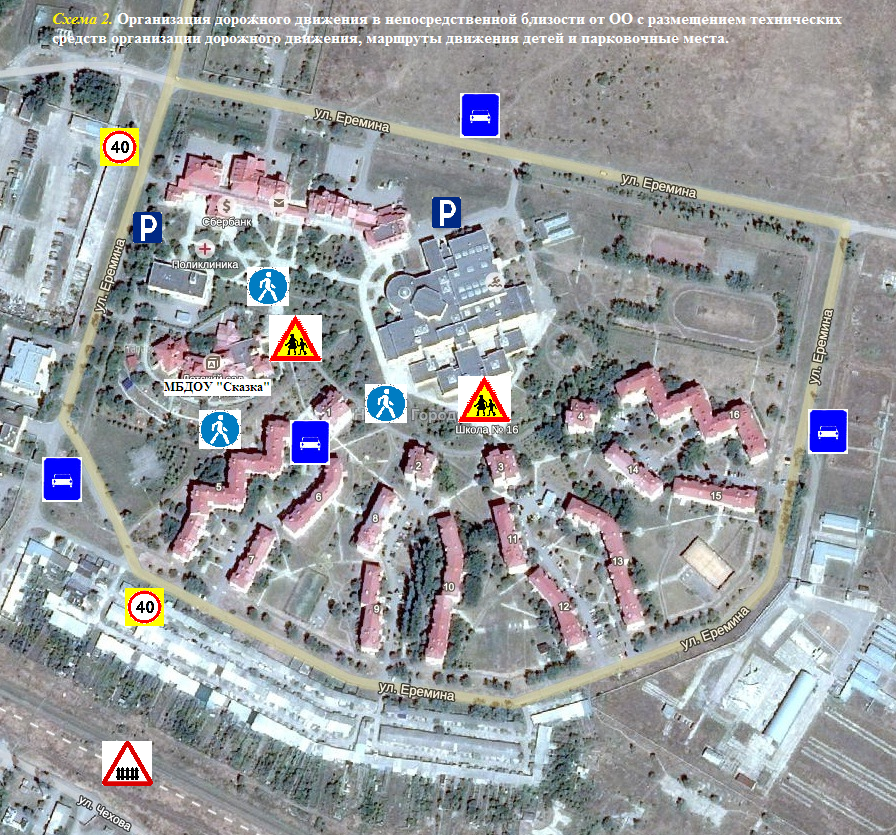 Схема 2. Организация дорожного движения в непосредственной близости от ОО с размещением технических
средств организации дорожного движения, маршруты движения детей и парковочные места.
ул. Еремина
40
ул. Еремина
P
P
$
Сбербанк
ул. Еремина
Поликлиника
ул. Еремина
МБДОУ "Сказка"
1
Город
4
16
Школа № 16
2
3
14
5
6
15
8
11
7
13
10
9
12
40
ул. Еремина
ул. Еремина
ул. Чехова